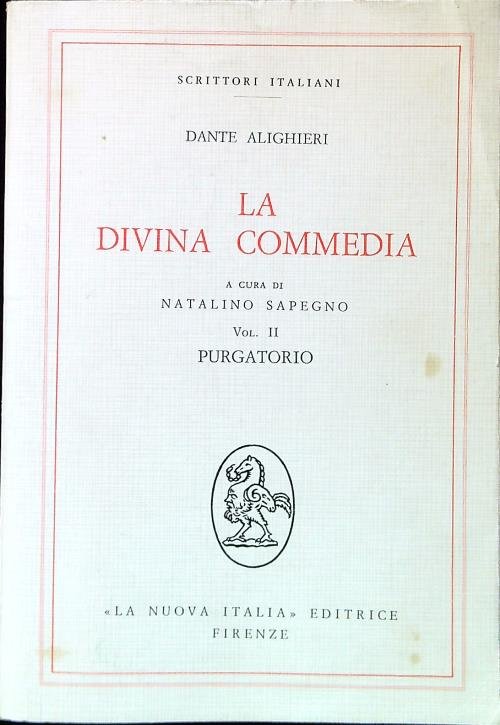 SCRITTORI ITALIANI
DANTE ALIGHIERI
LA
DIVINA COMMEDIA
A CURA DI
NATALINO SAPEGNO
VOL. II
PURGATORIO
«LA NUOVA ITALIA» EDITRICE
FIRENZE